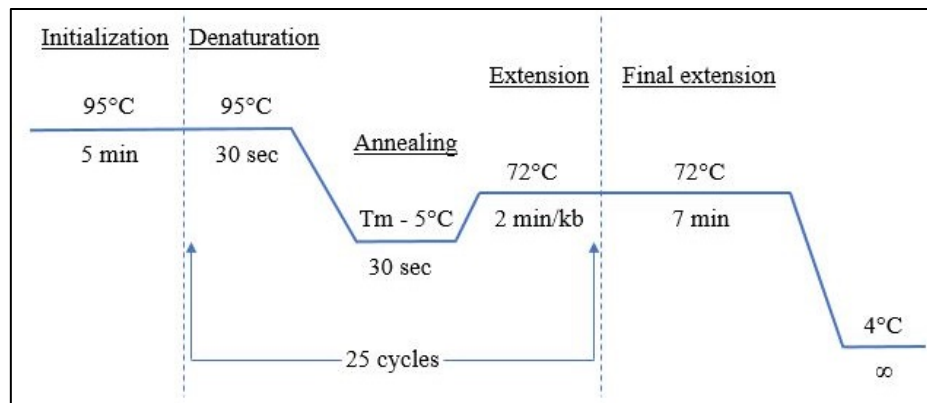 Initialization
Denaturation
Extension
Final extension
95°C
95°C
Annealing
5 min
30 sec
72°C
72°C
Tm - 5°C
2 min/kb
7 min
30 sec
4°C
25 cycles
∞